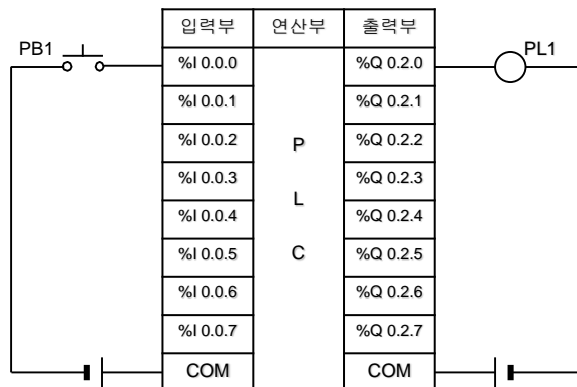 입력부 연산부 출력부
PB1 PL1
%I 0.0.0 %Q 0.2.0
%I 0.0.1 %Q 0.2.1
%I 0.0.2 P %Q 0.2.2
%I 0.0.3 %Q 0.2.3
%I 0.0.4 L %Q 0.2.4
%I 0.0.5 C %Q 0.2.5
%I 0.0.6 %Q 0.2.6
%I 0.0.7 %Q 0.2.7
COM COM